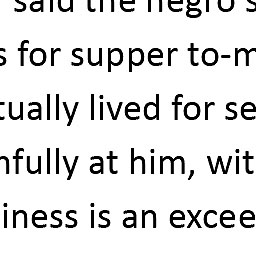 said the negro s
s for supper to-m
tually lived for se
nfully at him, wit
iness is an excee